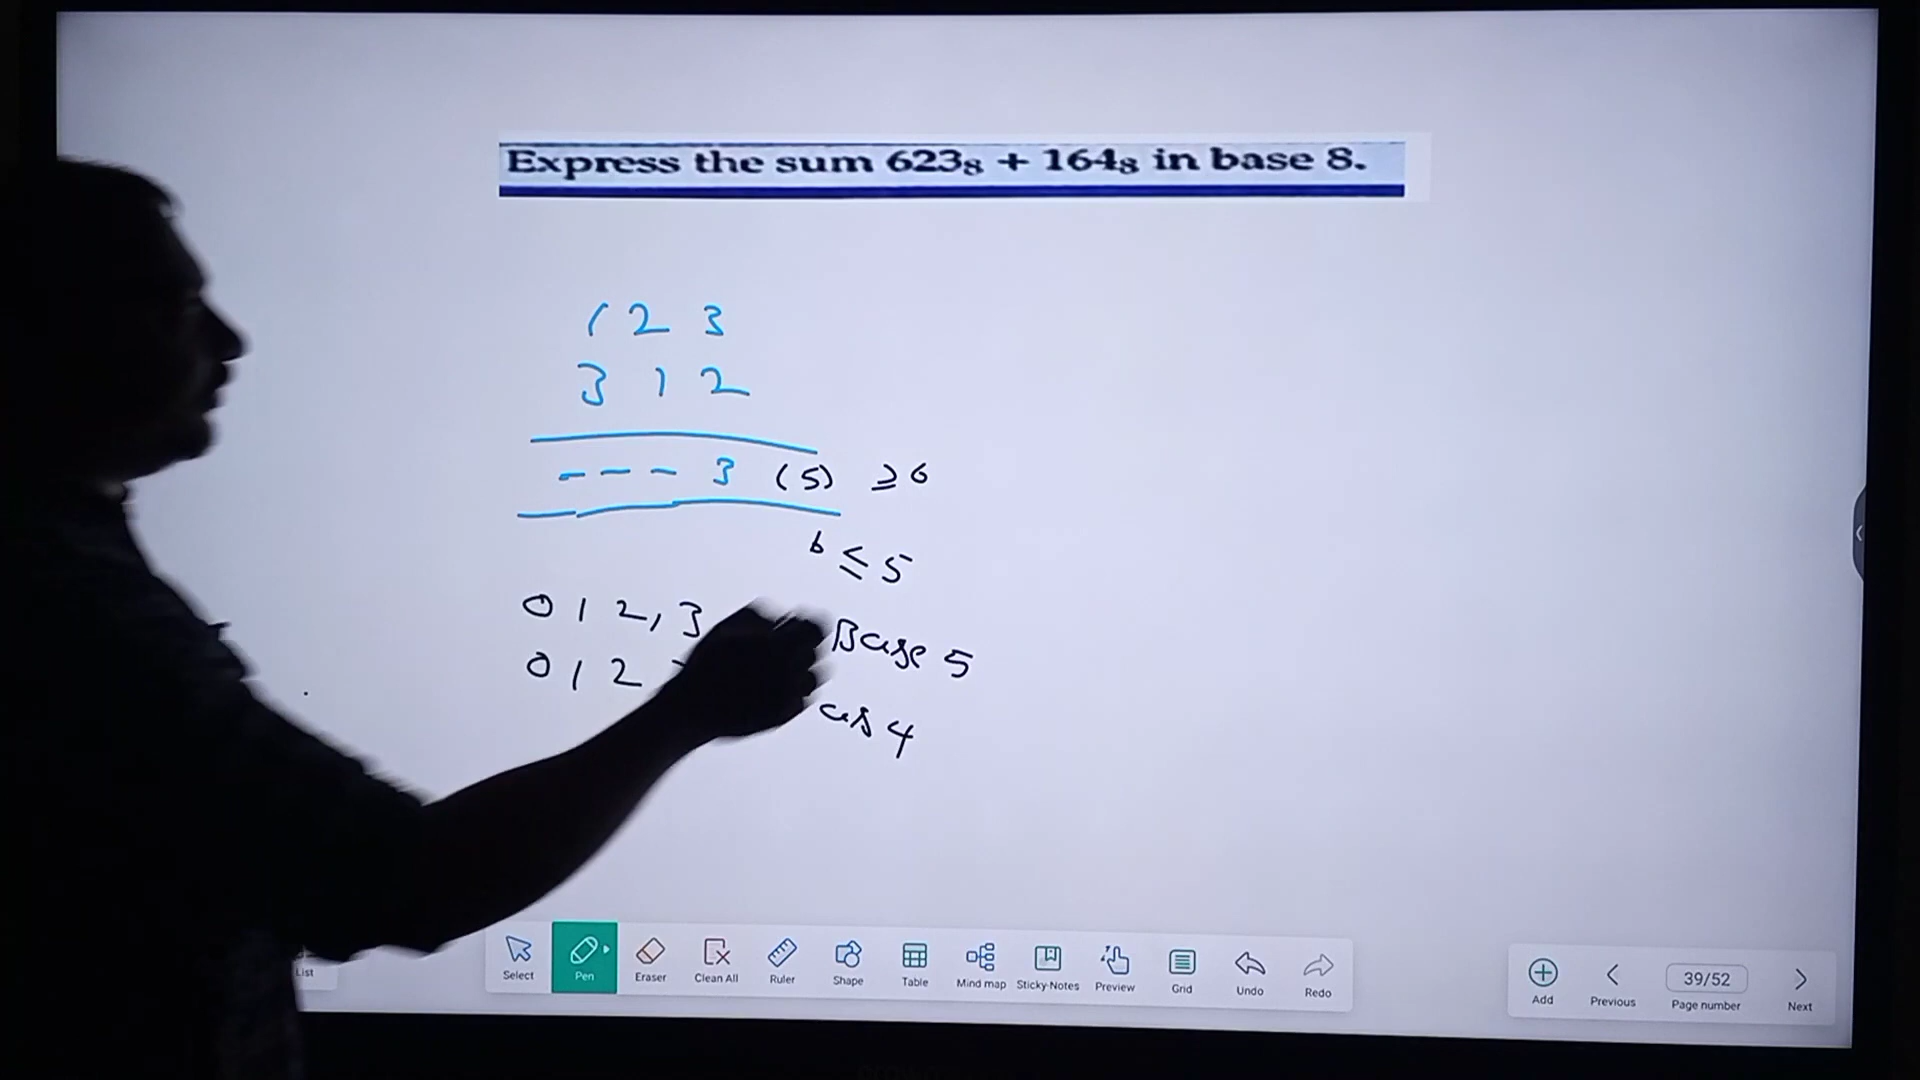 Express the sum 623₈ + 164₈ in base 8.
1 2 3
3 1 2
- - - 3 (5) ≥ 6
b ≤ 5
0 1 2, 3
Base 5
0 1 2
4
List
Select
Pen
Eraser
Clean All
Ruler
Shape
Table
Mind map
Sticky-Notes
Preview
Grid
Undo
Redo
Add
Previous
39/52
Page number
Next